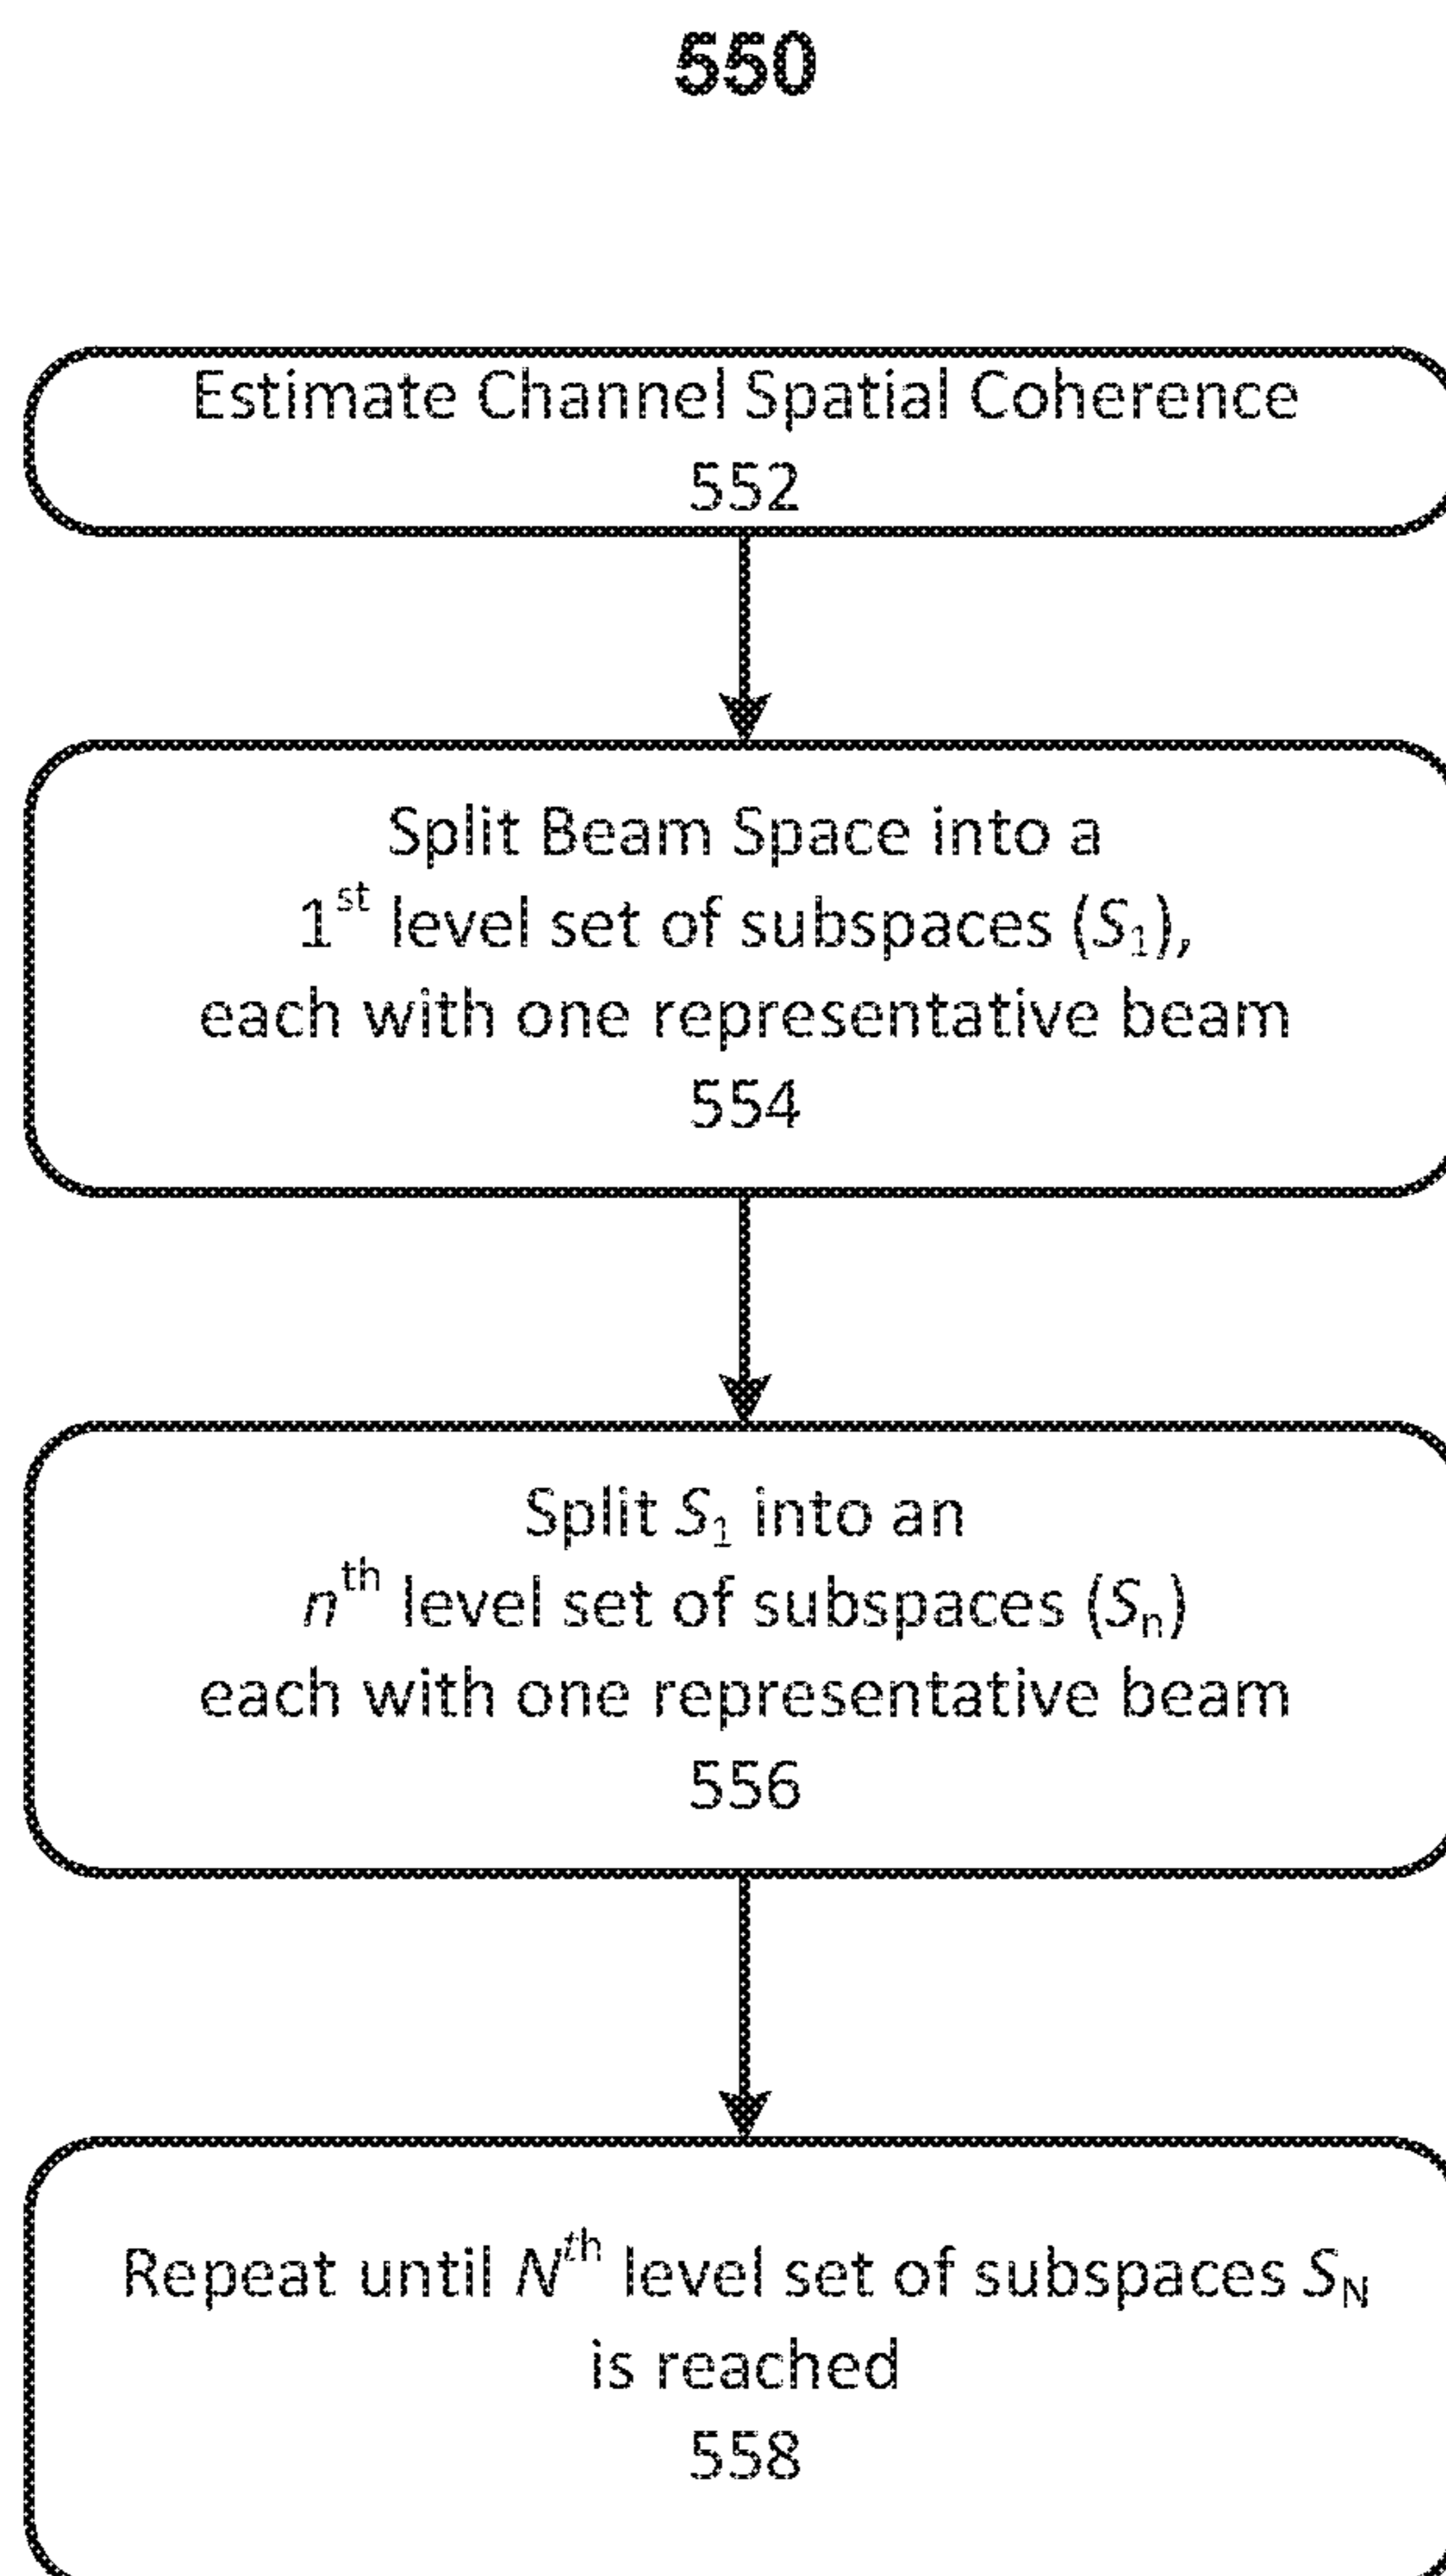 550
Estimate Channel Spatial Coherence
552
Split Beam Space into a
1st level set of subspaces (S1),
each with one representative beam
554
Split S1 into an
nth level set of subspaces (Sn)
each with one representative beam
556
Repeat until Nth level set of subspaces SN
is reached
558